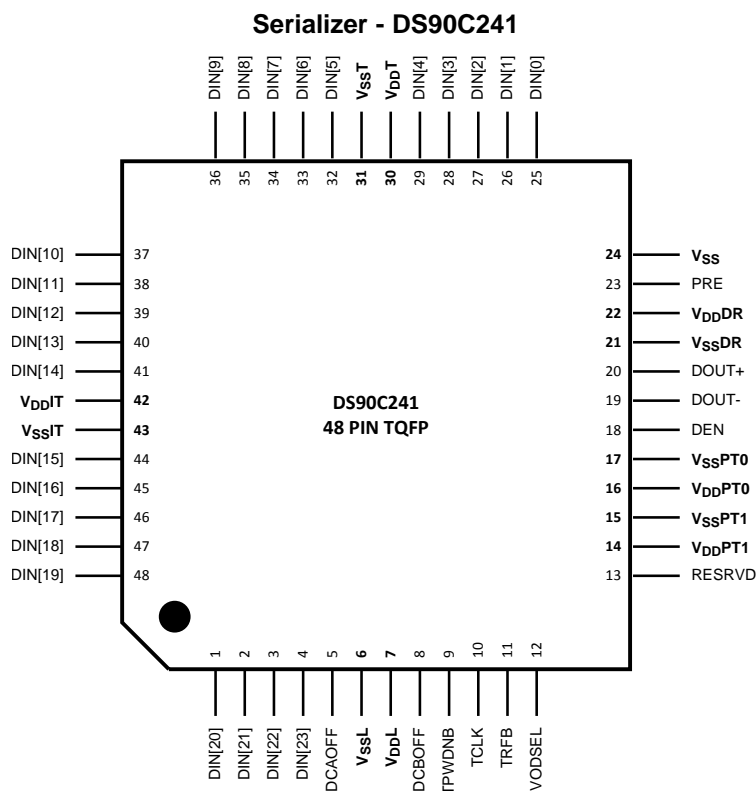 Serializer - DS90C241
DIN[9] DIN[8] DIN[7] DIN[6] DIN[5] VSST VDDT DIN[4] DIN[3] DIN[2] DIN[1] DIN[0]
36 35 34 33 32 31 30 29 28 27 26 25
DIN[10] 37 24 VSS
DIN[11] 38 23 PRE
DIN[12] 39 22 VDDDR
DIN[13] 40 21 VSSDR
DIN[14] 41 20 DOUT+
VDDIT 42 DS90C241 19 DOUT-
VSSIT 43 48 PIN TQFP 18 DEN
DIN[15] 44 17 VSSPT0
DIN[16] 45 16 VDDPT0
DIN[17] 46 15 VSSPT1
DIN[18] 47 14 VDDPT1
DIN[19] 48 13 RESRVD
1 2 3 4 5 6 7 8 9 10 11 12
DIN[20] DIN[21] DIN[22] DIN[23] DCAOFF VSSL VDDL DCBOFF TPWDNB TCLK TRFB VODSEL